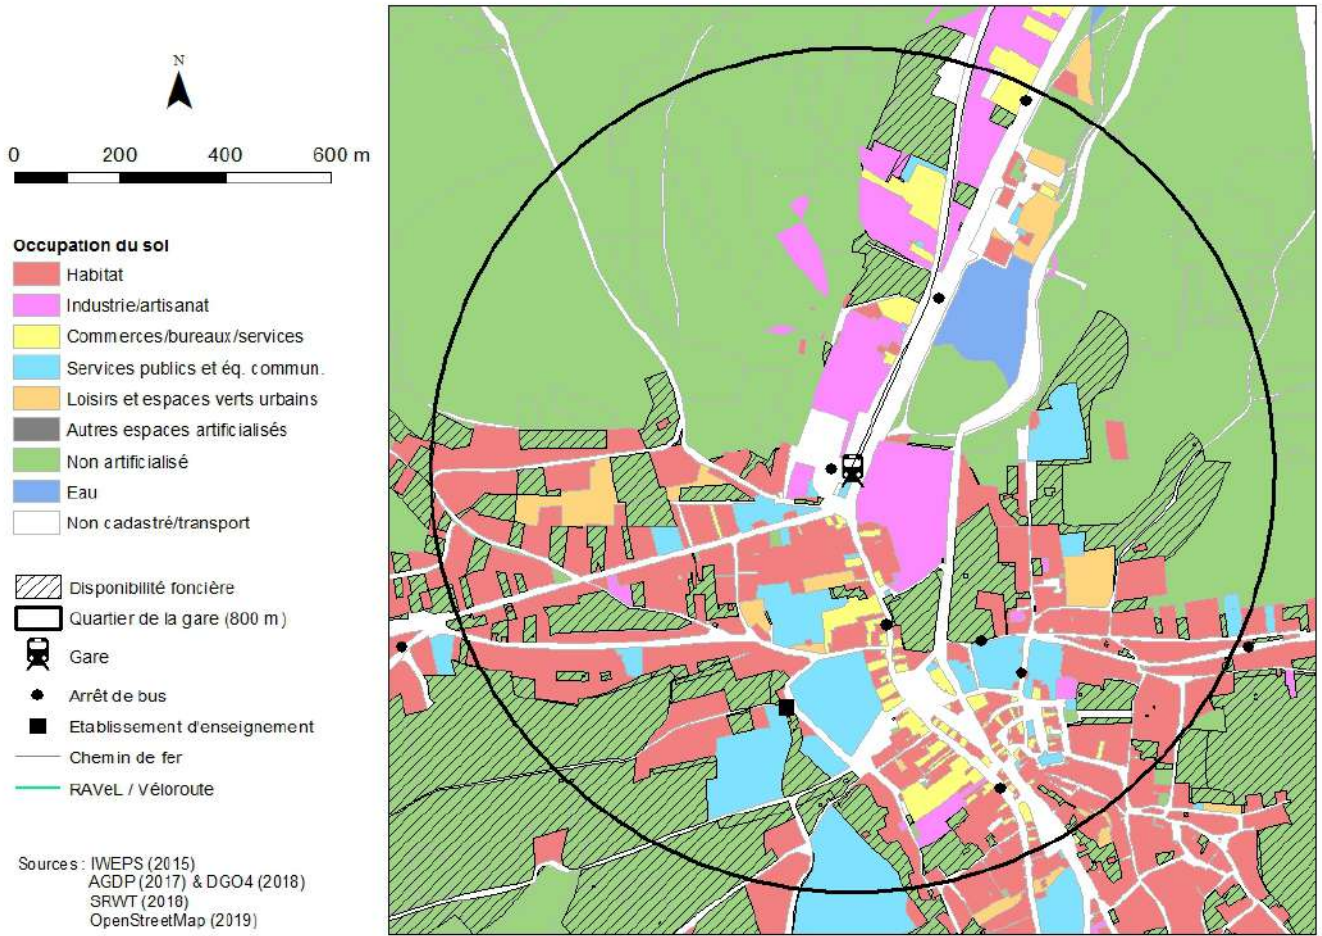 N
0 200 400 600 m
Occupation du sol
Habitat
Industrie/artisanat
Commerces/bureaux/services
Services publics et éq. commun.
Loisirs et espaces verts urbains
Autres espaces artificialisés
Non artificialisé
Eau
Non cadastré/transport
Disponibilité foncière
Quartier de la gare (800 m)
Gare
Arrêt de bus
Etablissement d'enseignement
Chemin de fer
RAVeL / Véloroute
Sources : IWEPS (2015)
AGDP (2017) & DGO4 (2018)
SRWT (2018)
OpenStreetMap (2019)